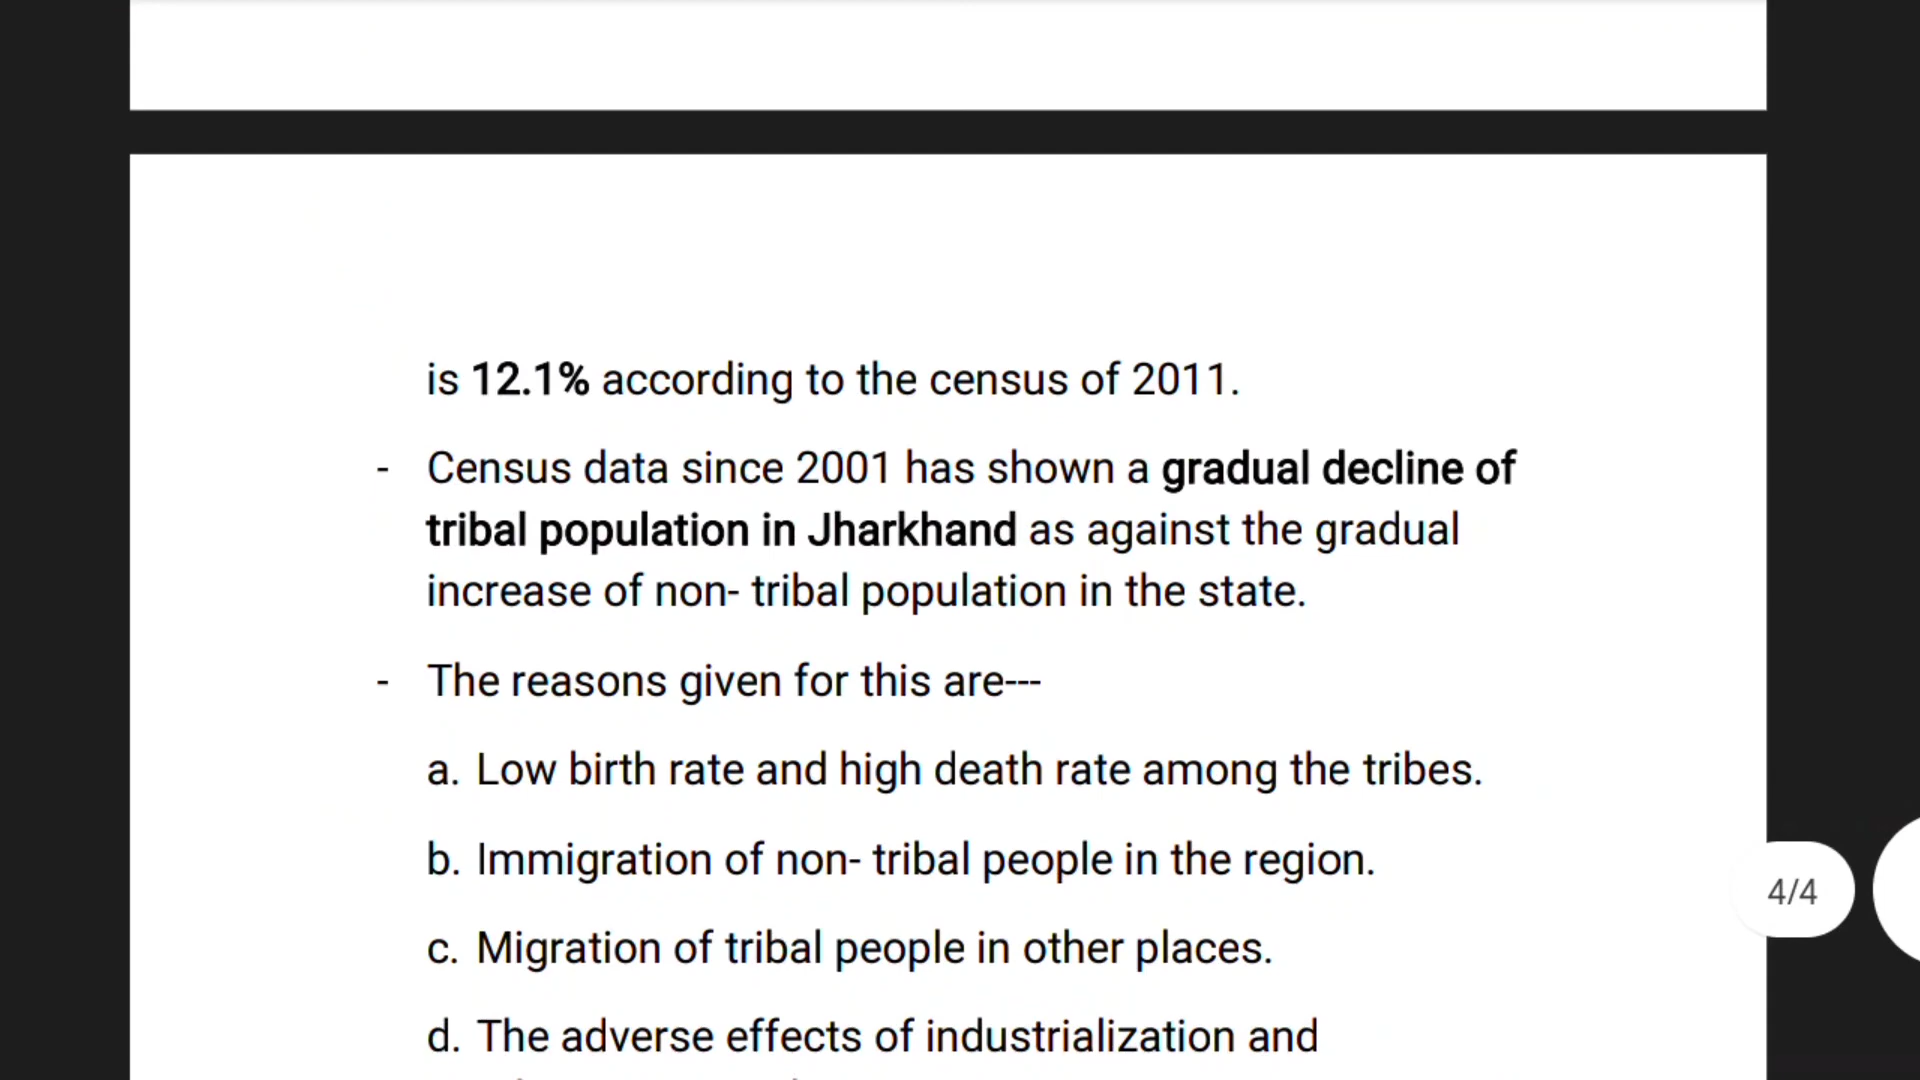 is 12.1% according to the census of 2011.
- Census data since 2001 has shown a gradual decline of
tribal population in Jharkhand as against the gradual
increase of non- tribal population in the state.
- The reasons given for this are---
a. Low birth rate and high death rate among the tribes.
b. Immigration of non- tribal people in the region.
c. Migration of tribal people in other places.
4/4
d. The adverse effects of industrialization and